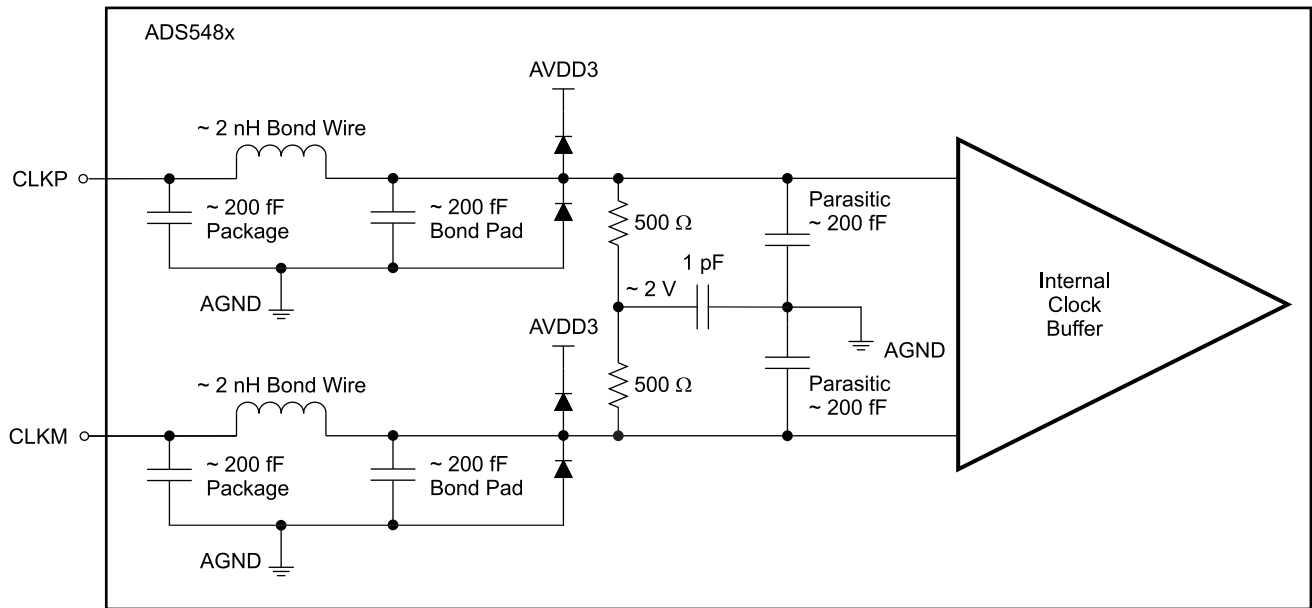 ADS548x
AVDD3
~ 2 nH Bond Wire
CLKP
~ 200 fF
Package
~ 200 fF
Bond Pad
500 Ω
Parasitic
~ 200 fF
1 pF
~ 2 V
AGND
Internal
Clock
Buffer
AVDD3
AGND
~ 2 nH Bond Wire
500 Ω
Parasitic
~ 200 fF
CLKM
~ 200 fF
Package
~ 200 fF
Bond Pad
AGND